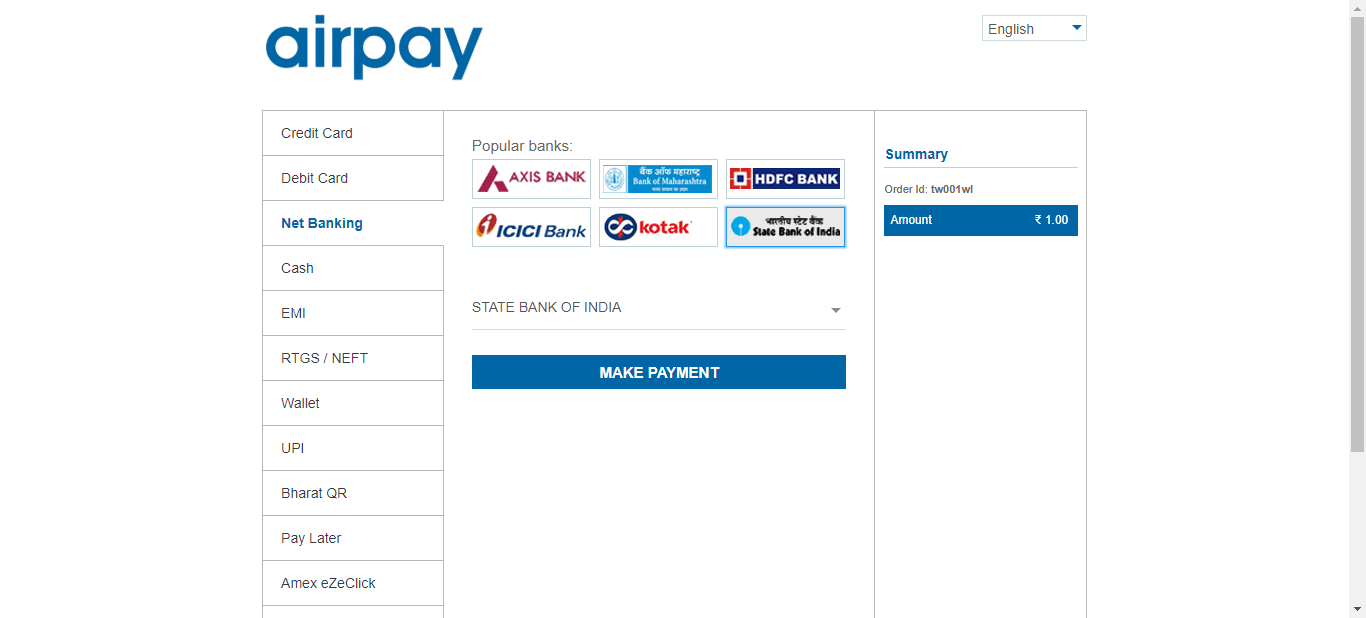 airpay
English
Credit Card
Debit Card
Net Banking
Cash
EMI
RTGS / NEFT
Wallet
UPI
Bharat QR
Pay Later
Amex eZeClick
Popular banks:
AXIS BANK
बैंक ऑफ महाराष्ट्र
Bank of Maharashtra
HDFC BANK
ICICI Bank
kotak
भारतीय स्टेट बैंक
State Bank of India
STATE BANK OF INDIA
MAKE PAYMENT
Summary
Order Id: tw001wl
Amount ₹ 1.00